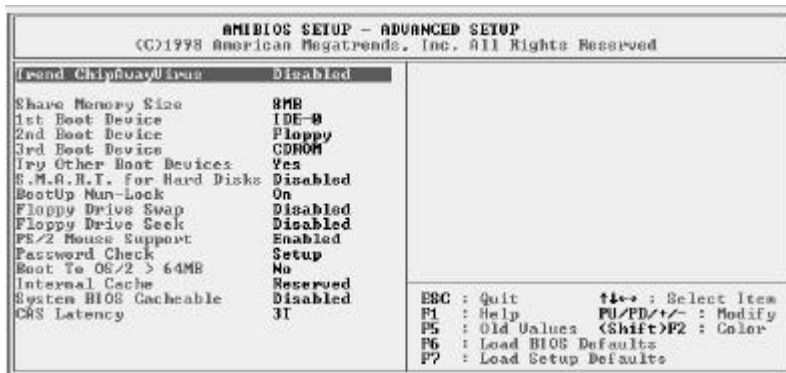 AMIBIOS SETUP - ADVANCED SETUP
(C)1998 American Megatrends, Inc. All Rights Reserved
Trend ChipAwayVirus Disabled
Share Memory Size 8MB
1st Boot Device IDE-0
2nd Boot Device Floppy
3rd Boot Device CDROM
Try Other Boot Devices Yes
S.M.A.R.T. for Hard Disks Disabled
BootUp Num-Lock On
Floppy Drive Swap Disabled
Floppy Drive Seek Disabled
PS/2 Mouse Support Enabled
Password Check Setup
Boot To OS/2 > 64MB No
Internal Cache Reserved
System BIOS Cacheable Disabled
CAS Latency 3T
ESC : Quit ↑↓↔ : Select Item
F1 : Help PU/PD/+/- : Modify
F5 : Old Values (Shift)F2 : Color
F6 : Load BIOS Defaults
F7 : Load Setup Defaults